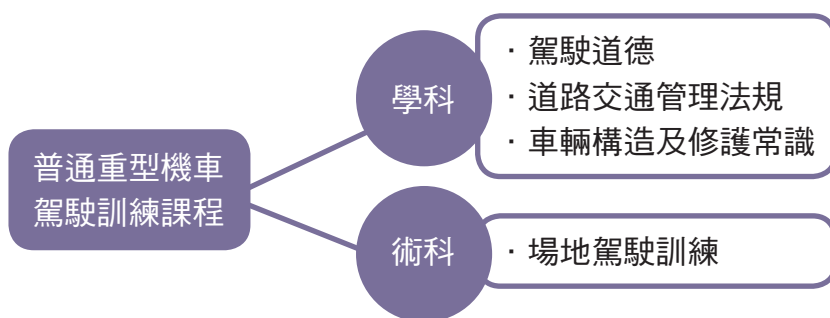 普通重型機車
駕駛訓練課程
學科
・駕駛道德
・道路交通管理法規
・車輛構造及修護常識
術科
・場地駕駛訓練